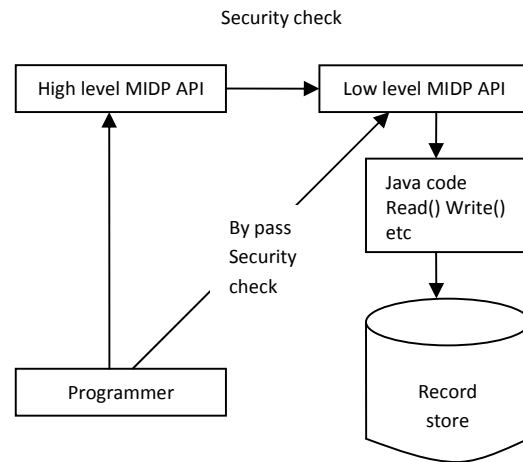 Security check
High level MIDP API
Low level MIDP API
Java code
Read() Write()
etc
By pass
Security
check
Programmer
Record
store